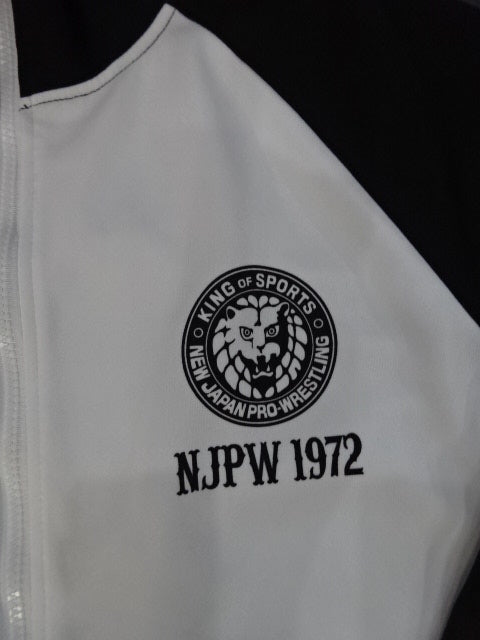 KING OF SPORTS
NEW JAPAN PRO-WRESTLING
NJPW 1972